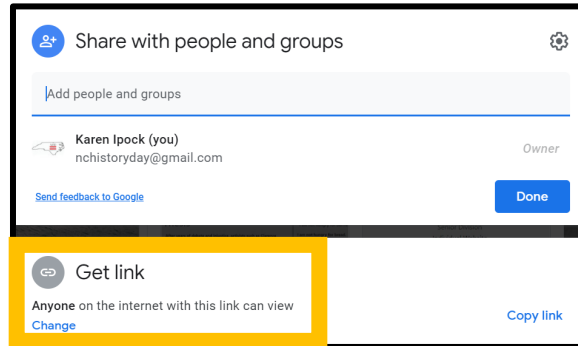 Share with people and groups
Add people and groups
Karen Ipock (you)
Owner
nchistoryday@gmail.com
Send feedback to Google
Done
Get link
Anyone on the internet with this link can view
Copy link
Change